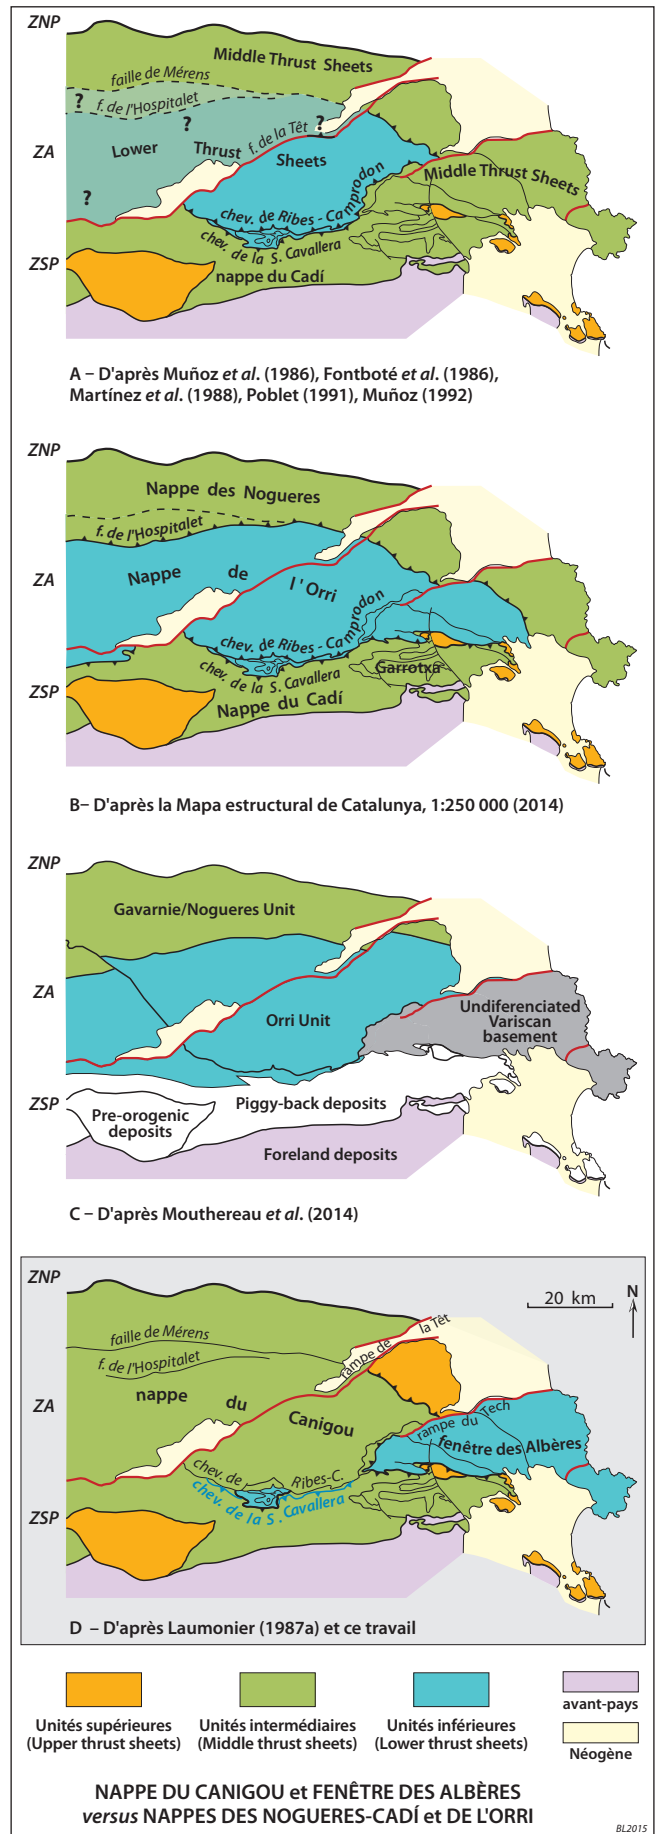 ZNP
Middle Thrust Sheets
faille de Mérens
f. de l'Hospitalet
?
?
?
f. de la Têt
ZA
Lower Thrust Sheets
Middle Thrust Sheets
?
chev. de Ribes - Camprodon
chev. de la S. Cavallera
ZSP
nappe du Cadí
A – D'après Muñoz et al. (1986), Fontboté et al. (1986),
Martínez et al. (1988), Poblet (1991), Muñoz (1992)
ZNP
Nappe des Nogueres
f. de l'Hospitalet
ZA
Nappe de l'Orri
chev. de Ribes - Camprodon
chev. de la S. Cavallera
Garrotxa
ZSP
Nappe du Cadí
B– D'après la Mapa estructural de Catalunya, 1:250 000 (2014)
ZNP
Gavarnie/Nogueres Unit
ZA
Orri Unit
Undiferenciated
Variscan
basement
ZSP
Piggy-back deposits
Pre-orogenic
deposits
Foreland deposits
C – D'après Mouthereau et al. (2014)
ZNP
20 km
N
faille de Mérens
f. de l'Hospitalet
rampe de la Têt
ZA
nappe du Canigou
rampe du Tech
fenêtre des Albères
chev. de Ribes-C.
chev. de la S. Cavallera
ZSP
D – D'après Laumonier (1987a) et ce travail
Unités supérieures
(Upper thrust sheets)
Unités intermédiaires
(Middle thrust sheets)
Unités inférieures
(Lower thrust sheets)
avant-pays
Néogène
NAPPE DU CANIGOU et FENÊTRE DES ALBÈRES
versus NAPPES DES NOGUERES-CADÍ et DE L'ORRI
BL2015